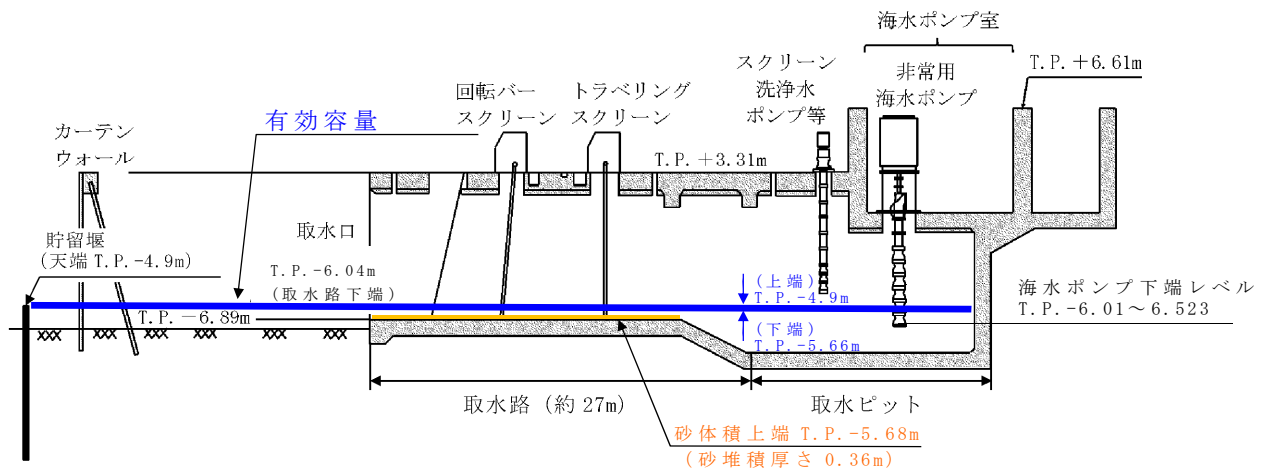 海水ポンプ室
T.P.+6.61m
スクリーン
洗浄水
ポンプ等
非常用
海水ポンプ
回転バー
スクリーン
トラベリング
スクリーン
有効容量
カーテン
ウォール
T.P.+3.31m
取水口
貯留堰
(天端 T.P.-4.9m)
T.P.-6.04m
(取水路下端)
(上端)
T.P.-4.9m
海水ポンプ下端レベル
T.P.-6.01～6.523
T.P.-6.89m
(下端)
T.P.-5.66m
取水路 (約 27m)
取水ピット
砂体積上端 T.P.-5.68m
(砂堆積厚さ 0.36m)